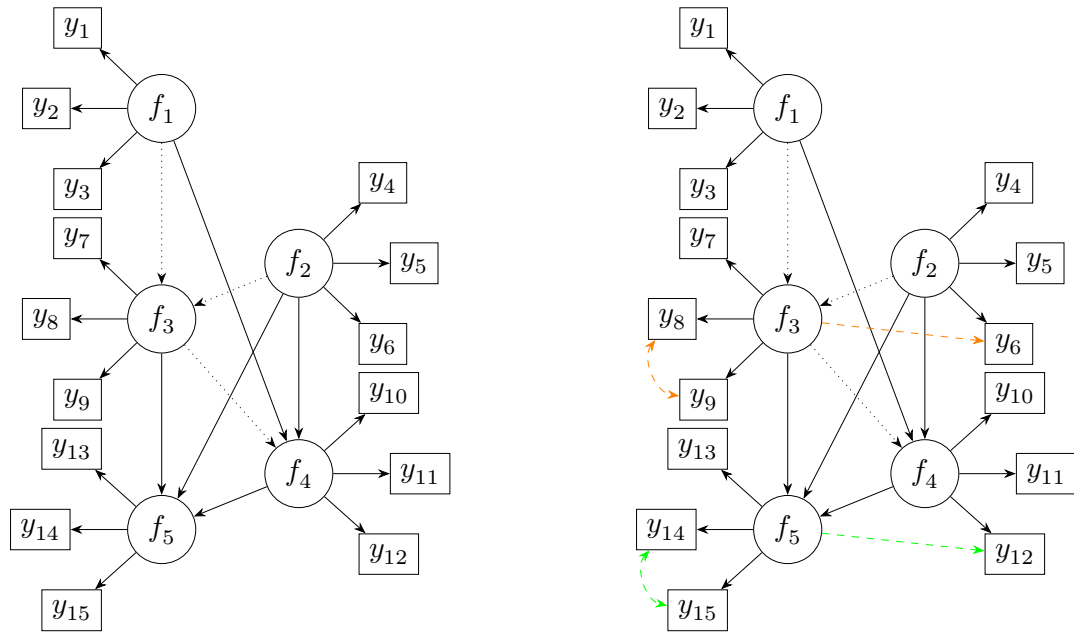 y₁
y₂
f₁
y₃
y₄
y₇
f₂
y₅
y₈
f₃
y₆
y₉
y₁₀
y₁₃
f₄
y₁₁
y₁₄
f₅
y₁₂
y₁₅
y₁
y₂
f₁
y₃
y₄
y₇
f₂
y₅
y₈
f₃
y₆
y₉
y₁₀
y₁₃
f₄
y₁₁
y₁₄
f₅
y₁₂
y₁₅